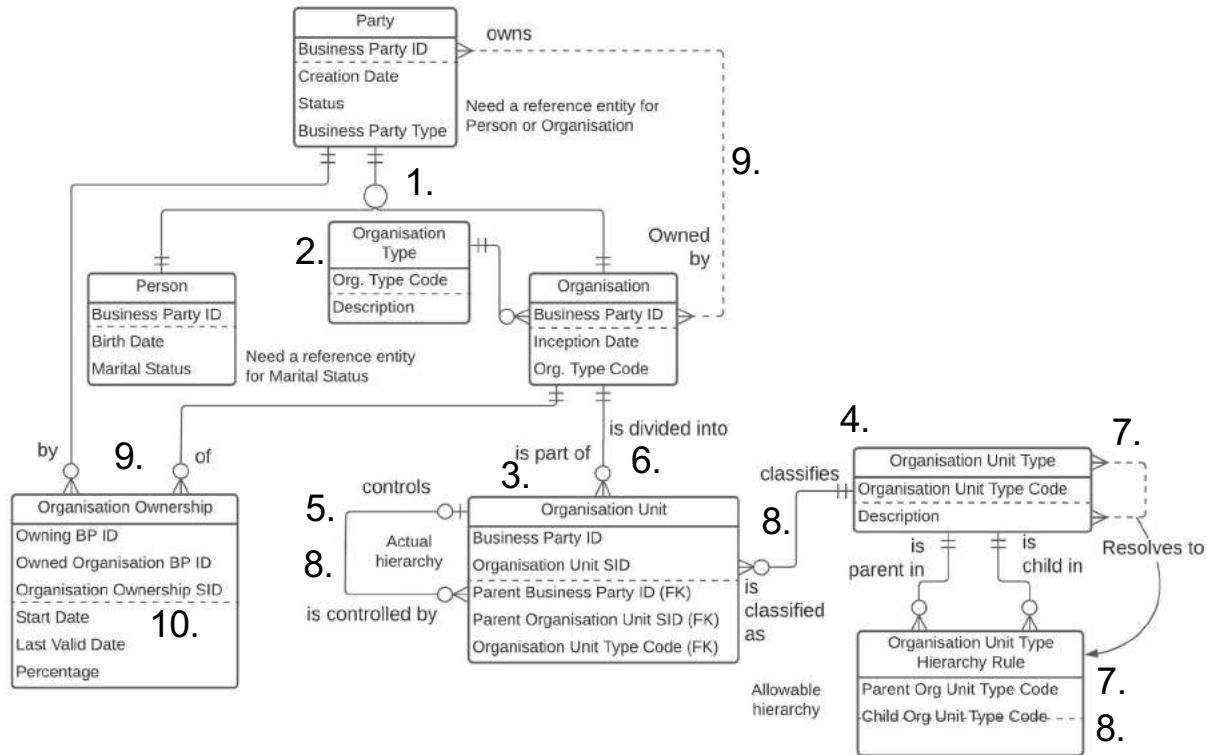 Party
Business Party ID
Creation Date
Status
Business Party Type
owns
Need a reference entity for
Person or Organisation
9.
1.
2.
Organisation
Type
Org. Type Code
Description
Owned
by
Person
Business Party ID
Birth Date
Marital Status
Need a reference entity
for Marital Status
Organisation
Business Party ID
Inception Date
Org. Type Code
by
9.
of
is divided into
is part of
6.
3.
4.
7.
Organisation Ownership
Owning BP ID
Owned Organisation BP ID
Organisation Ownership SID
Start Date
10.
Last Valid Date
Percentage
controls
5.
Actual
hierarchy
8.
is controlled by
Organisation Unit
Business Party ID
Organisation Unit SID
Parent Business Party ID (FK)
Parent Organisation Unit SID (FK)
Organisation Unit Type Code (FK)
classifies
8.
is
classified
as
Organisation Unit Type
Organisation Unit Type Code
Description
is
parent in
is
child in
Resolves to
Organisation Unit Type
Hierarchy Rule
Parent Org Unit Type Code
Child Org Unit Type Code
Allowable
hierarchy
7.
8.